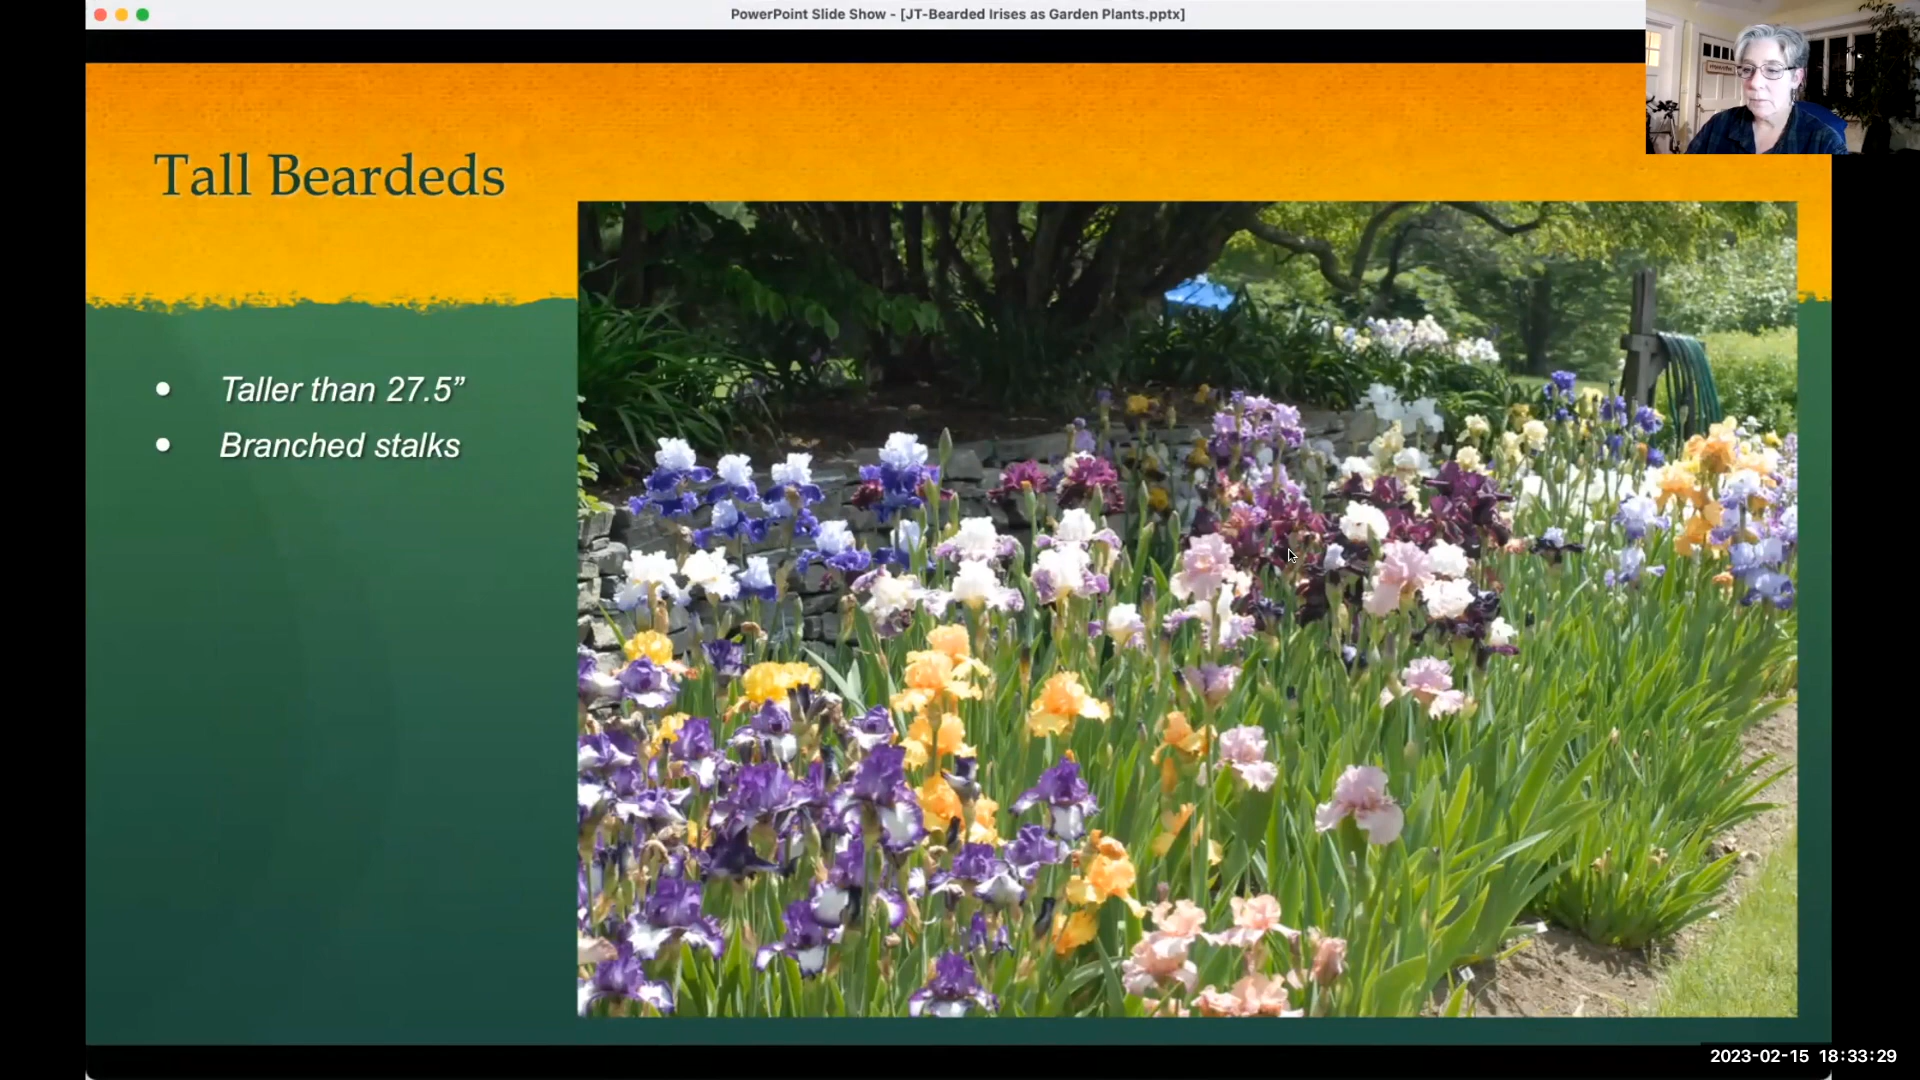 PowerPoint Slide Show - [JT-Bearded Irises as Garden Plants.pptx]
Tall Beardeds
• Taller than 27.5”
• Branched stalks
2023-02-15 18:33:29